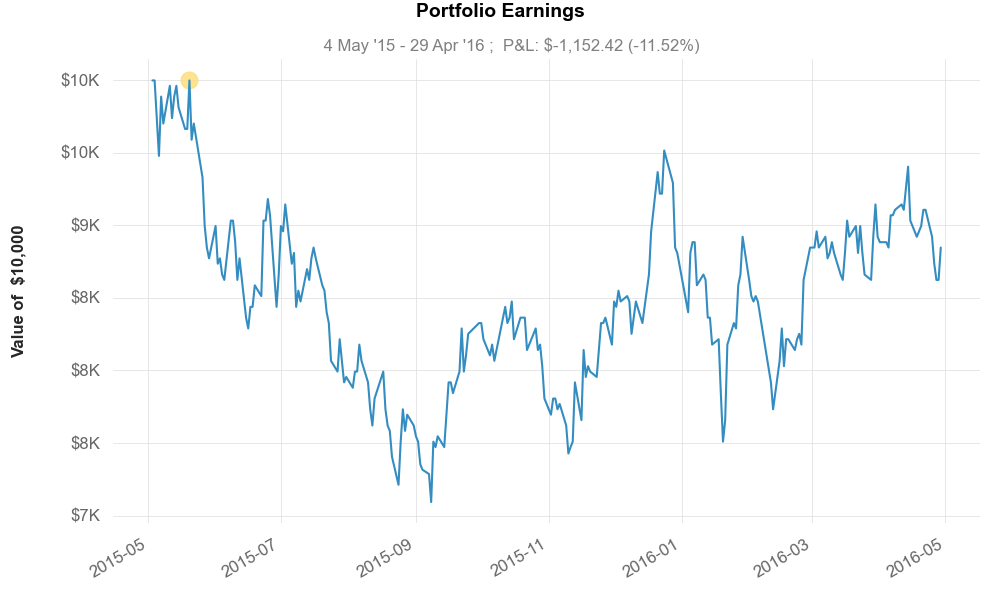 Portfolio Earnings
4 May '15 - 29 Apr '16 ;  P&L: $-1,152.42 (-11.52%)
Value of $10,000
$10K
$10K
$9K
$8K
$8K
$8K
$7K
2015-05
2015-07
2015-09
2015-11
2016-01
2016-03
2016-05